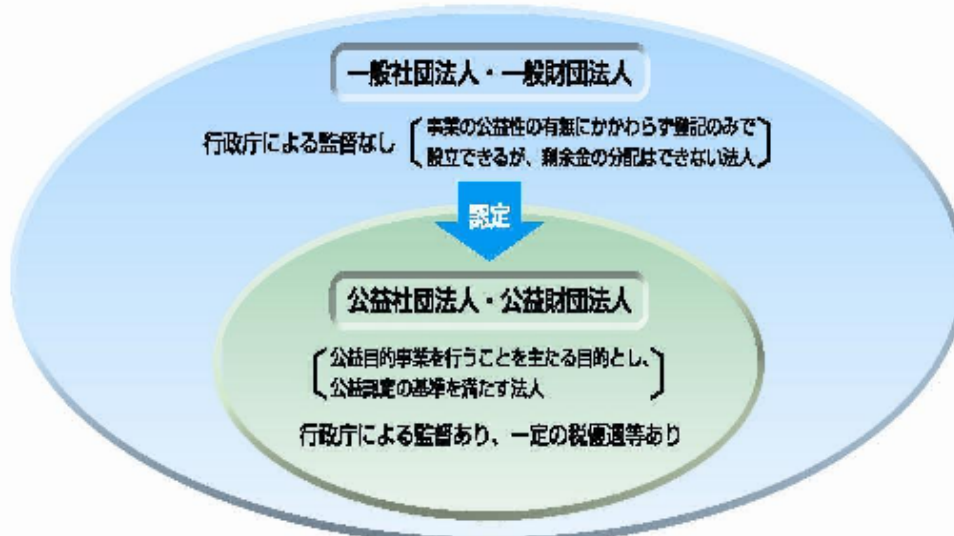 一般社団法人・一般財団法人
行政庁による監督なし
事業の公益性の有無にかかわらず登記のみで
設立できるが、剰余金の分配はできない法人
認定
公益社団法人・公益財団法人
公益目的事業を行うことを主たる目的とし、
公益認定の基準を満たす法人
行政庁による監督あり、一定の税優遇等あり